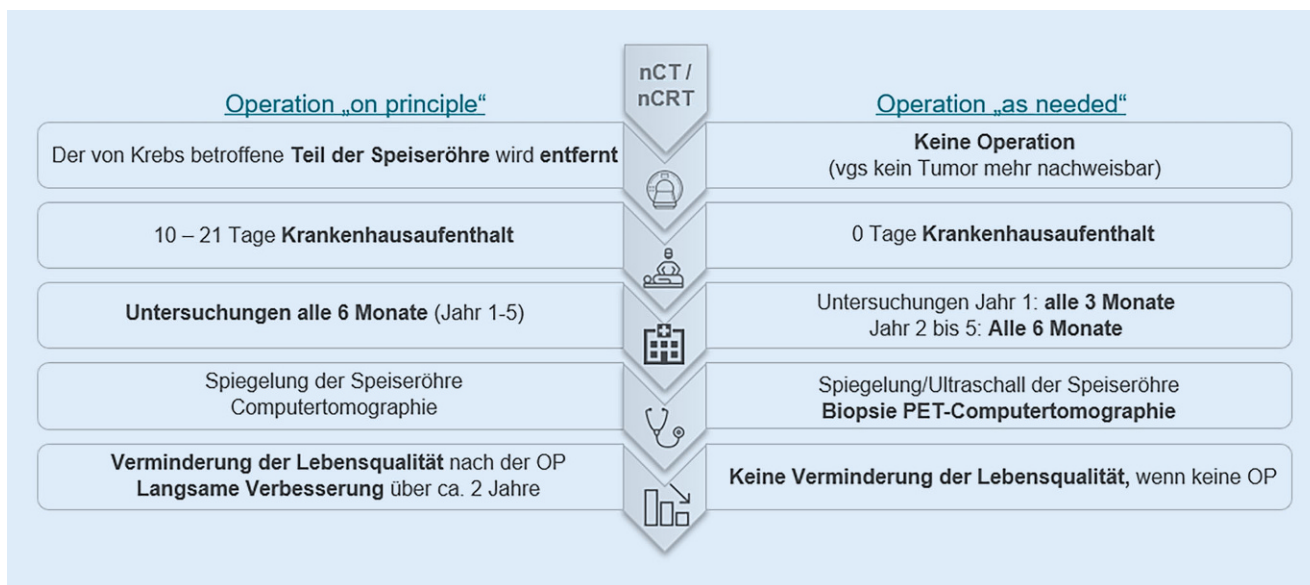 nCT /
nCRT
Operation „on principle“
Operation „as needed“
Der von Krebs betroffene Teil der Speiseröhre wird entfernt
Keine Operation
(vgs kein Tumor mehr nachweisbar)
10 – 21 Tage Krankenhausaufenthalt
0 Tage Krankenhausaufenthalt
Untersuchungen alle 6 Monate (Jahr 1-5)
Untersuchungen Jahr 1: alle 3 Monate
Jahr 2 bis 5: Alle 6 Monate
Spiegelung der Speiseröhre
Computertomographie
Spiegelung/Ultraschall der Speiseröhre
Biopsie PET-Computertomographie
Verminderung der Lebensqualität nach der OP
Langsame Verbesserung über ca. 2 Jahre
Keine Verminderung der Lebensqualität, wenn keine OP